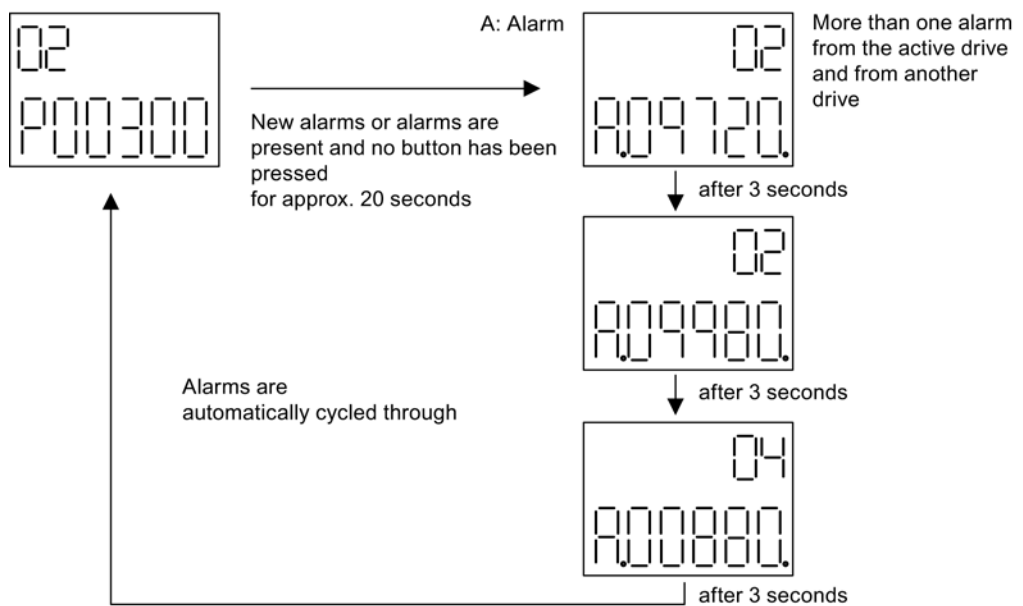 02
P00300
New alarms or alarms are
present and no button has been
pressed
for approx. 20 seconds
A: Alarm
02
A.09720.
More than one alarm
from the active drive
and from another
drive
after 3 seconds
02
A.09980.
after 3 seconds
Alarms are
automatically cycled through
04
A.00880.
after 3 seconds